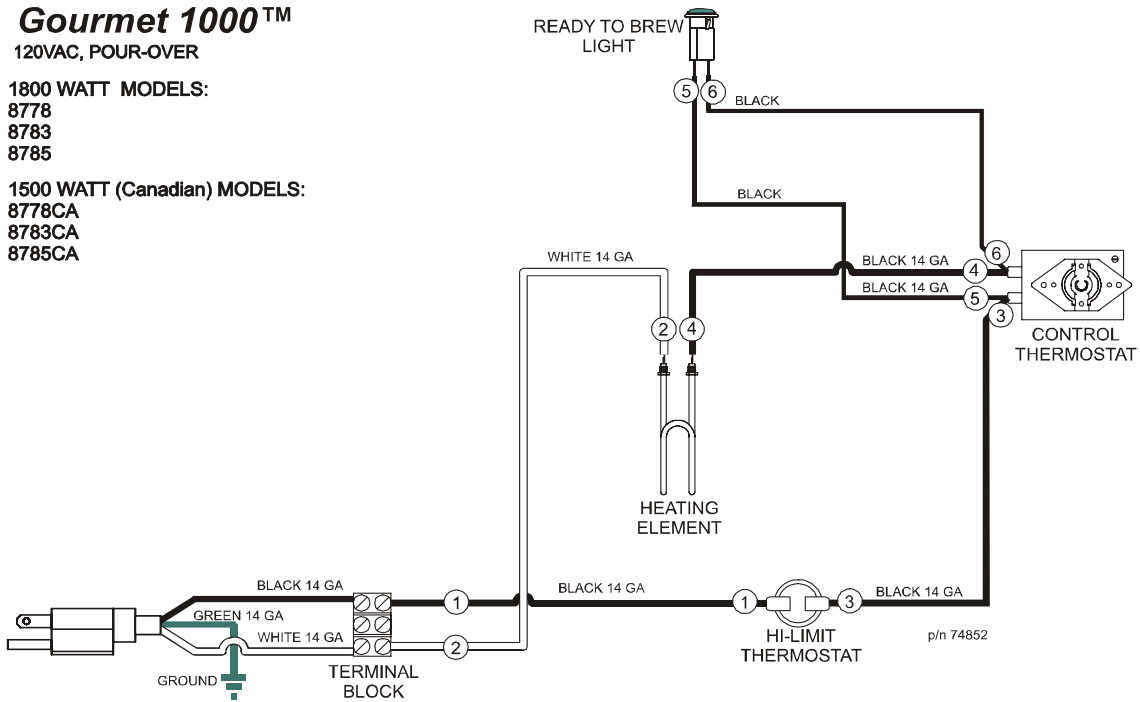 Gourmet 1000™
120VAC, POUR-OVER
1800 WATT MODELS:
8778
8783
8785
1500 WATT (Canadian) MODELS:
8778CA
8783CA
8785CA
READY TO BREW
LIGHT
5
6
BLACK
BLACK
WHITE 14 GA
BLACK 14 GA
4
6
BLACK 14 GA
5
3
CONTROL
THERMOSTAT
2
4
HEATING
ELEMENT
BLACK 14 GA
GREEN 14 GA
WHITE 14 GA
GROUND
TERMINAL
BLOCK
1
2
BLACK 14 GA
1
3
BLACK 14 GA
HI-LIMIT
THERMOSTAT
p/n 74852